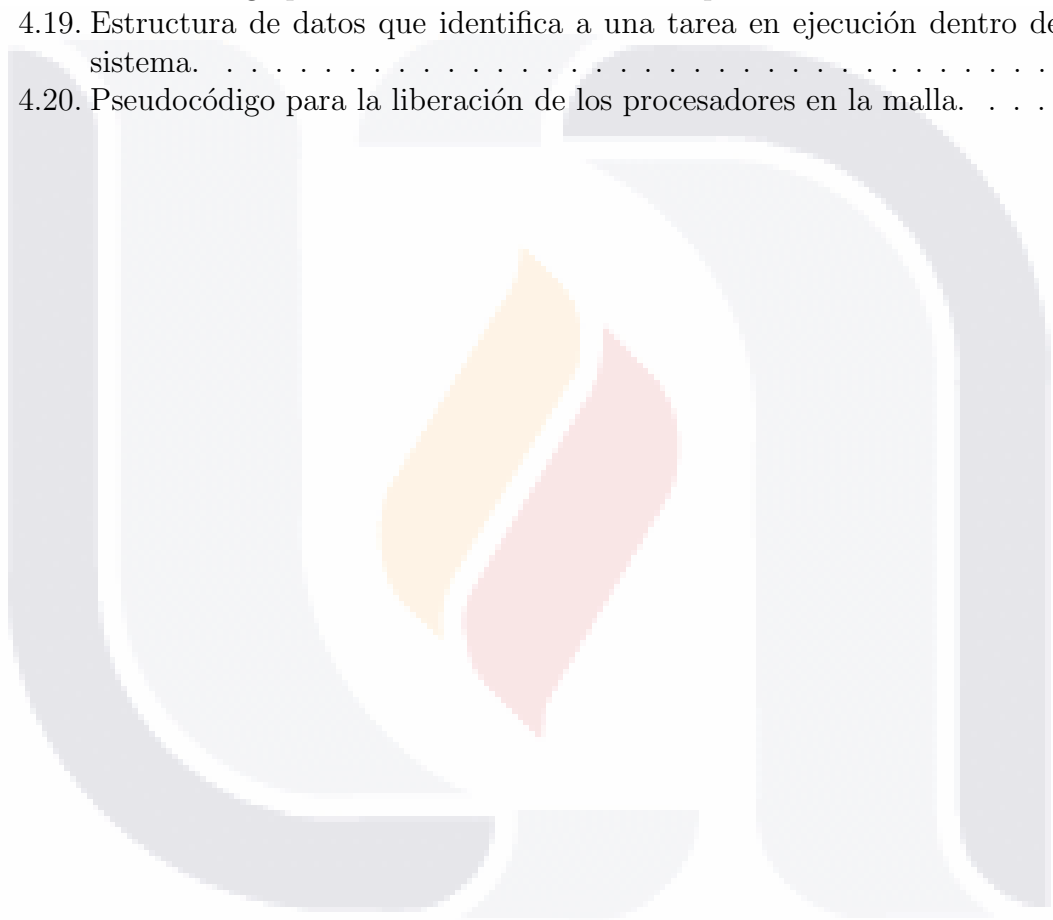 4.19. Estructura de datos que identifica a una tarea en ejecución dentro de
sistema. . . . . . . . . . . . . . . . . . . . . . . . . . . . . . . . . . .
4.20. Pseudocódigo para la liberación de los procesadores en la malla. . . . .